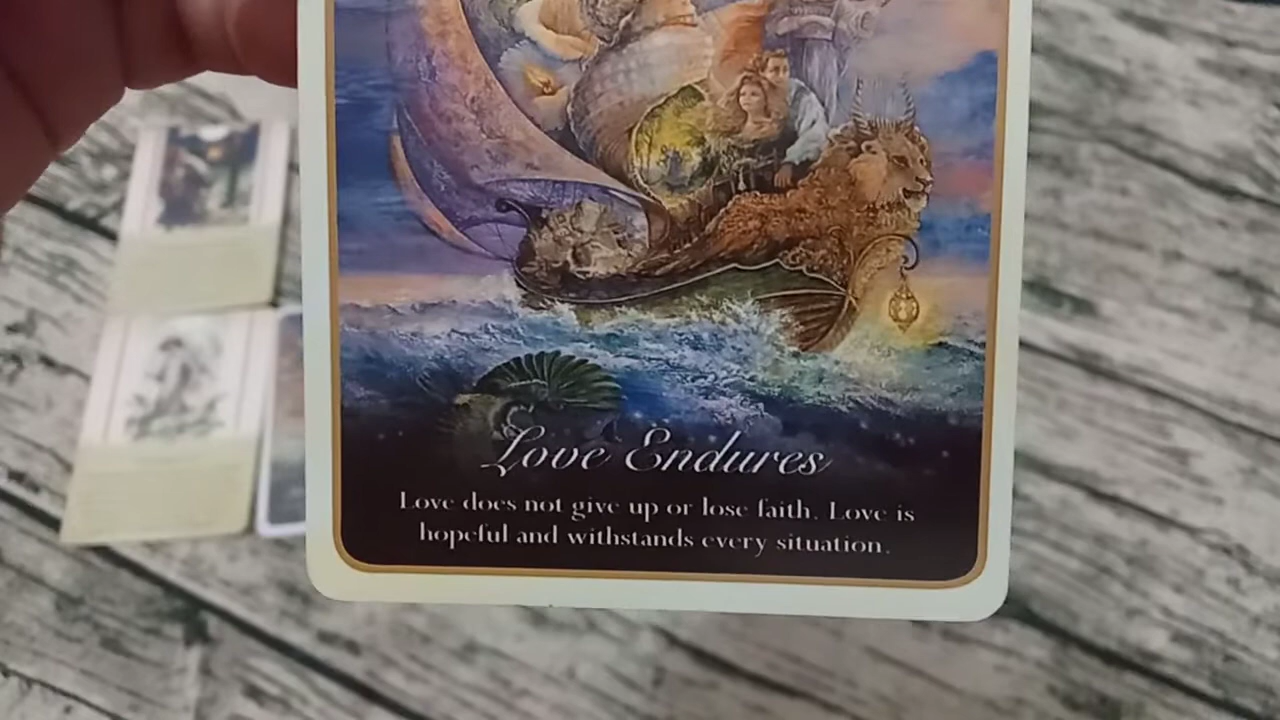 Love Endures
Love does not give up or lose faith. Love is
hopeful and withstands every situation.